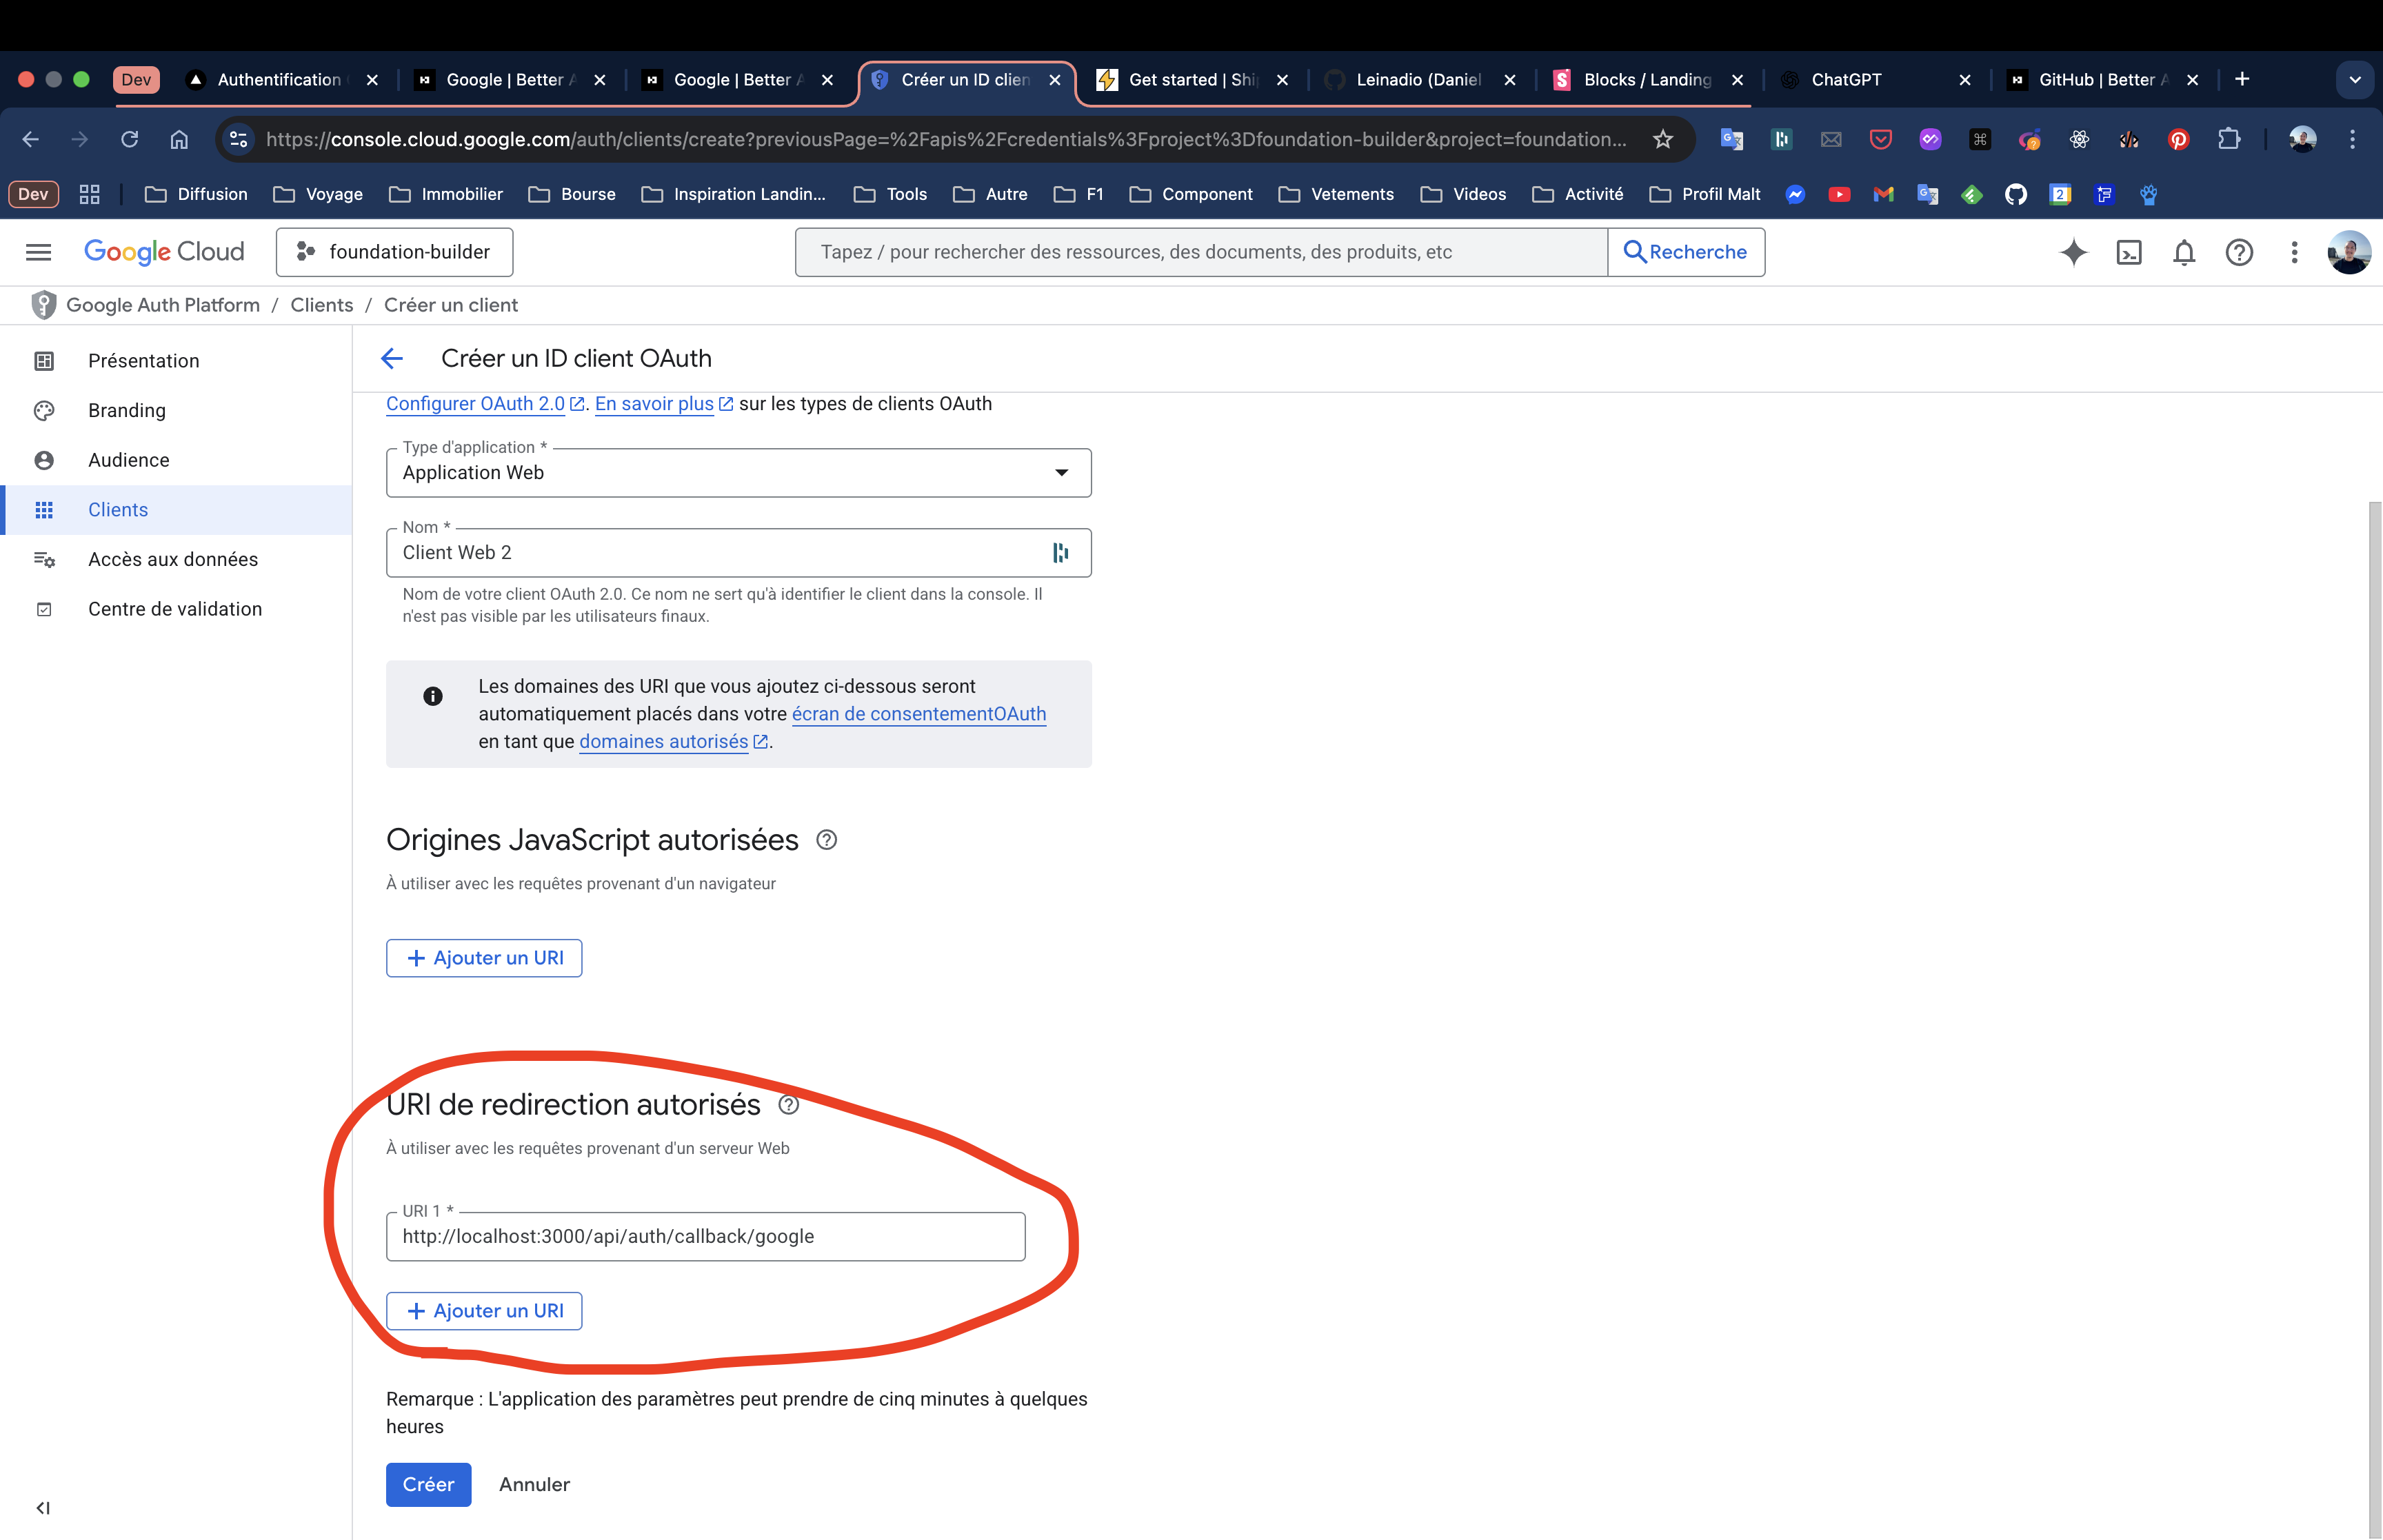 Dev
Authentification
Google | Better A
Google | Better A
Créer un ID clien
Get started | Shi
Leinadio (Daniel
Blocks / Landing
ChatGPT
GitHub | Better A
https://console.cloud.google.com/auth/clients/create?previousPage=%2Fapis%2Fcredentials%3Fproject%3Dfoundation-builder&project=foundation...
Dev
Diffusion
Voyage
Immobilier
Bourse
Inspiration Landin...
Tools
Autre
F1
Component
Vetements
Videos
Activité
Profil Malt
Google Cloud
foundation-builder
Tapez / pour rechercher des ressources, des documents, des produits, etc
Recherche
Google Auth Platform / Clients / Créer un client
Présentation
Branding
Audience
Clients
Accès aux données
Centre de validation
Créer un ID client OAuth
Configurer OAuth 2.0. En savoir plus sur les types de clients OAuth
Type d'application *
Application Web
Nom *
Client Web 2
Nom de votre client OAuth 2.0. Ce nom ne sert qu'à identifier le client dans la console. Il
n'est pas visible par les utilisateurs finaux.
Les domaines des URI que vous ajoutez ci-dessous seront
automatiquement placés dans votre écran de consentementOAuth
en tant que domaines autorisés.
Origines JavaScript autorisées
À utiliser avec les requêtes provenant d'un navigateur
+ Ajouter un URI
URI de redirection autorisés
À utiliser avec les requêtes provenant d'un serveur Web
URI 1 *
http://localhost:3000/api/auth/callback/google
+ Ajouter un URI
Remarque : L'application des paramètres peut prendre de cinq minutes à quelques
heures
Créer
Annuler